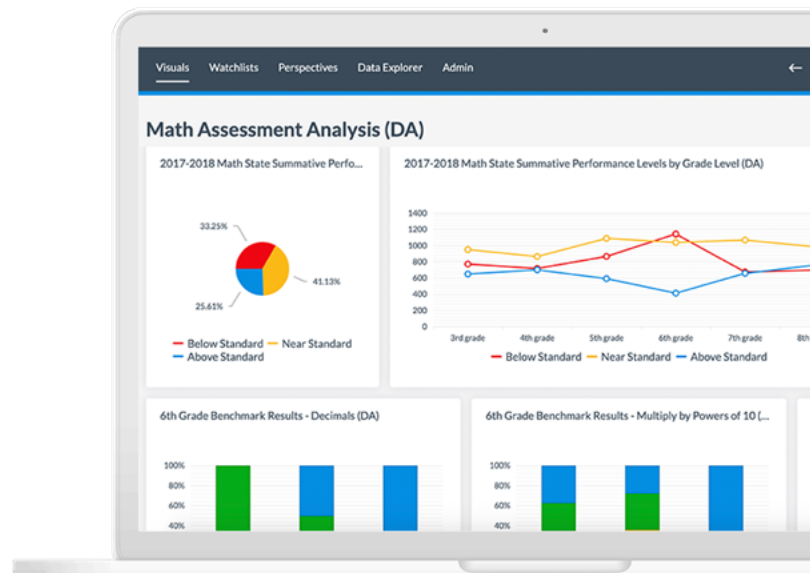 Visuals Watchlists Perspectives Data Explorer Admin
Math Assessment Analysis (DA)
2017-2018 Math State Summative Perfo...
33.25%
41.13%
25.61%
Below Standard Near Standard
Above Standard
2017-2018 Math State Summative Performance Levels by Grade Level (DA)
1400
1200
1000
800
600
400
200
0
3rd grade 4th grade 5th grade 6th grade 7th grade 8th
Below Standard Near Standard Above Standard
6th Grade Benchmark Results - Decimals (DA)
100%
80%
60%
40%
6th Grade Benchmark Results - Multiply by Powers of 10 (...
100%
80%
60%
40%